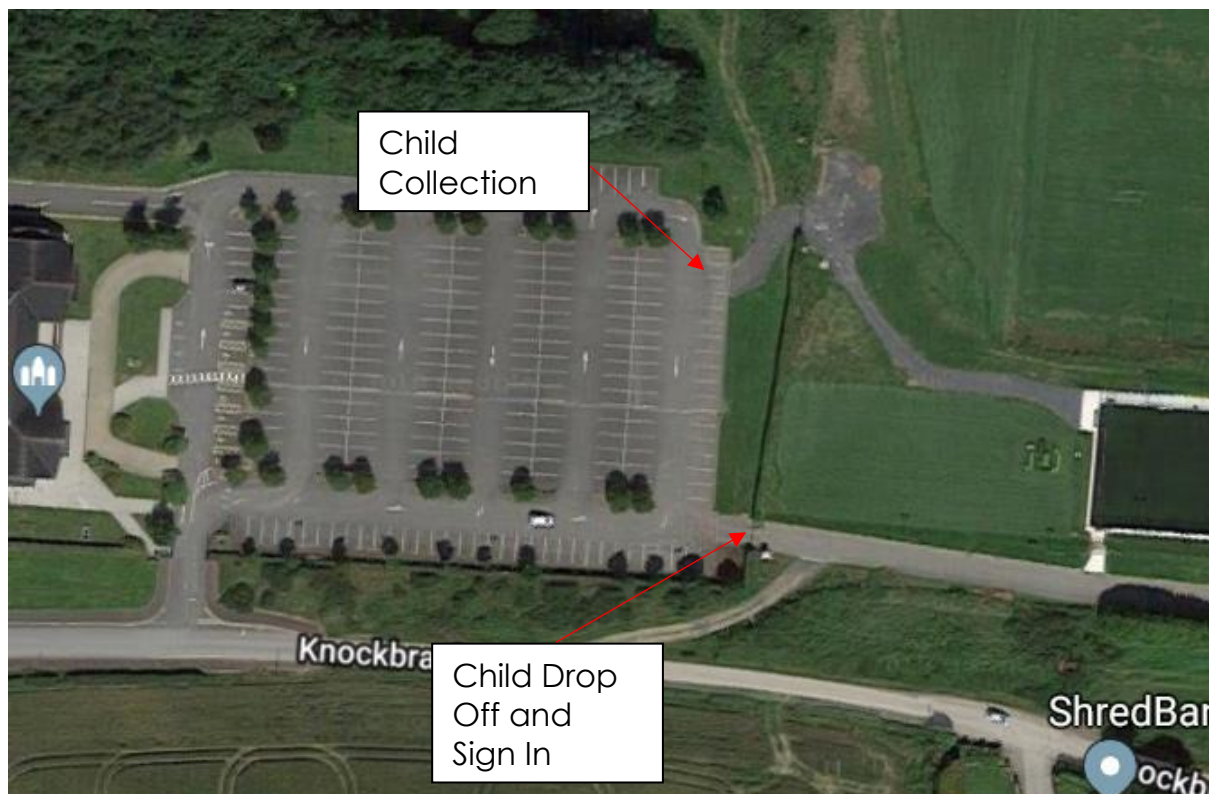 Child
Collection
Knockbra
Child Drop
Off and
Sign In
ShredBar
ockb